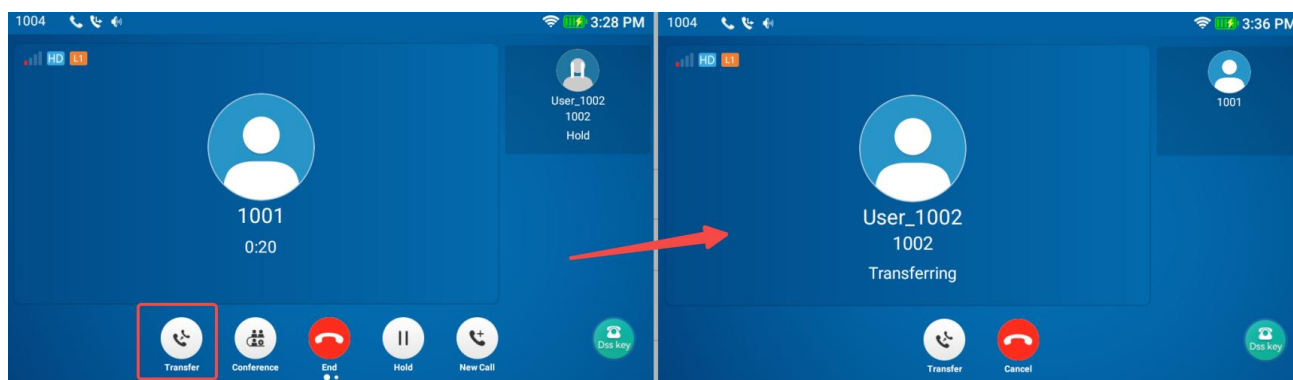 1004
3:28 PM
HD L1
User_1002
1002
Hold
1001
0:20
Transfer
Conference
End
Hold
New Call
Dss key
1004
3:36 PM
HD L1
1001
User_1002
1002
Transferring
Transfer
Cancel
Dss key